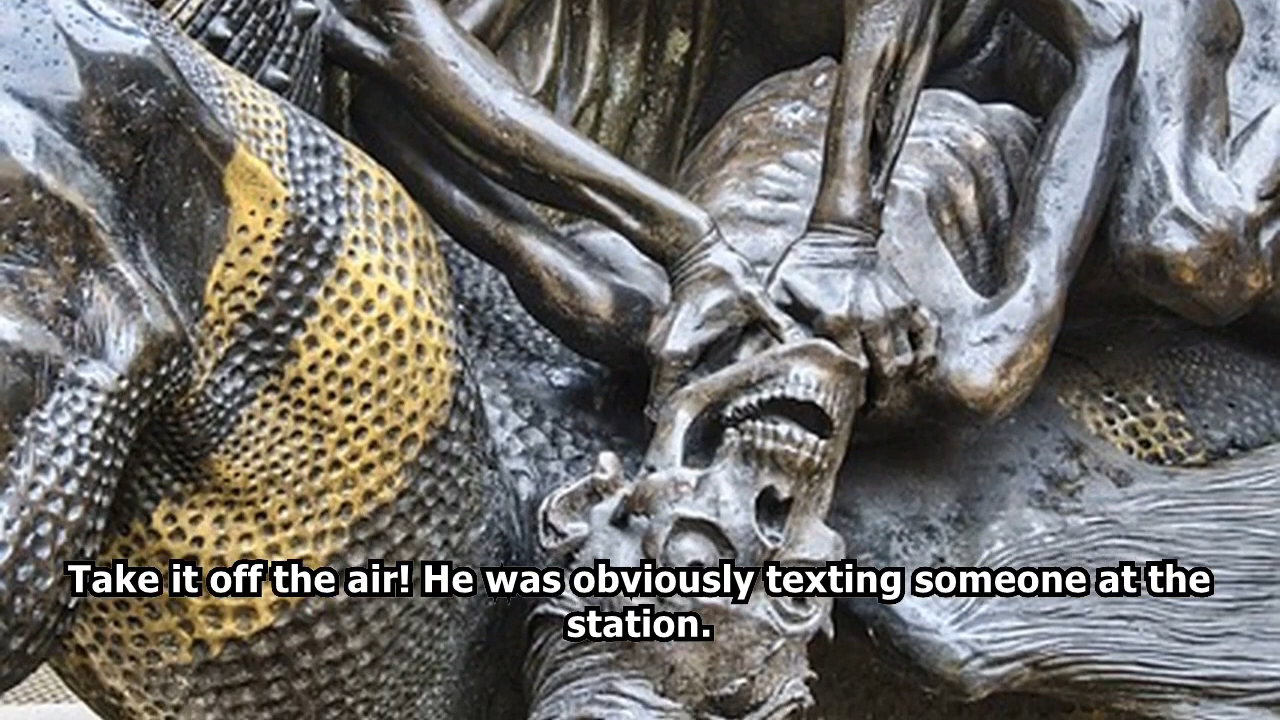 Take it off the air! He was obviously texting someone at the
station.